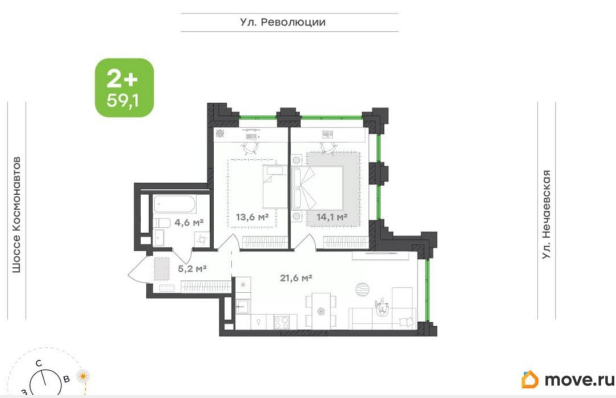 Ул. Революции
2+
59,1
Шоссе Космонавтов
Ул. Нечаевская
4,6 м²
13,6 м²
14,1 м²
5,2 м²
21,6 м²
С
В
З
move.ru